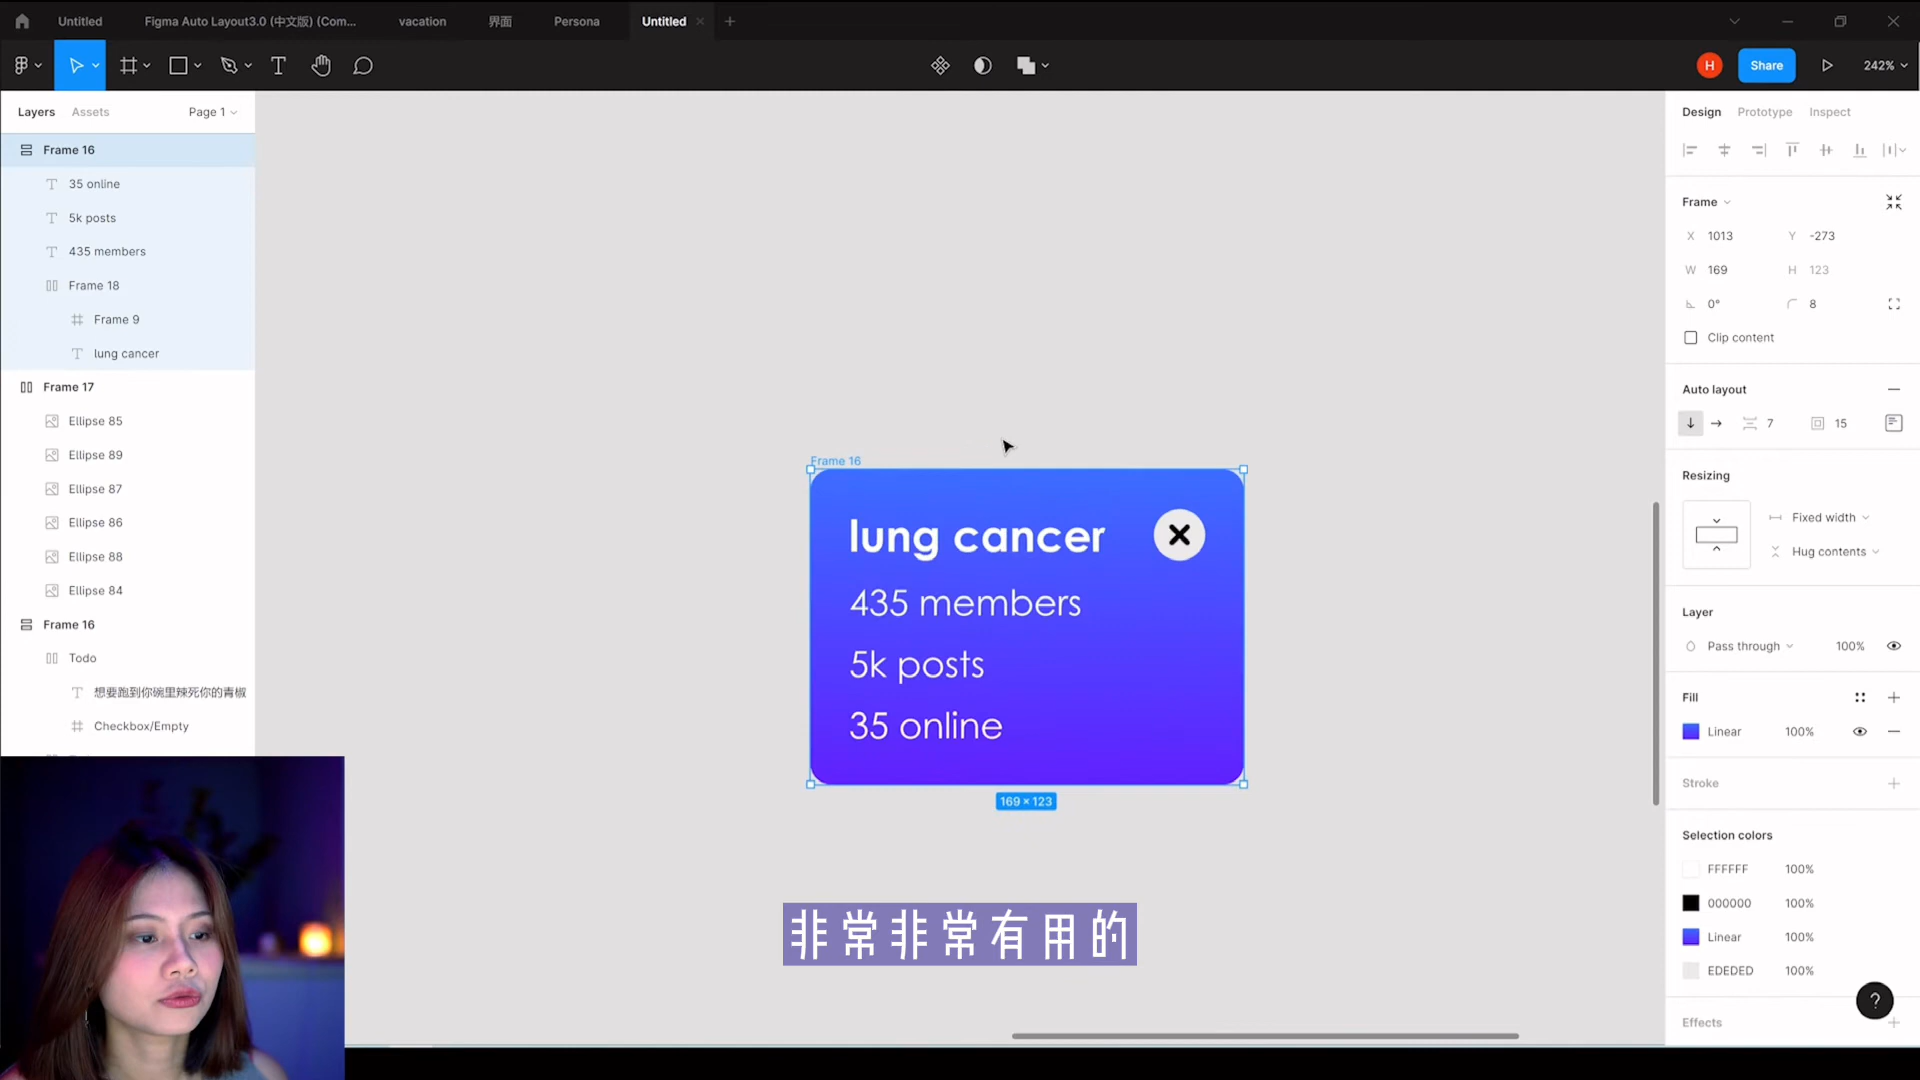 Untitled
Figma Auto Layout3.0 (中文版) (Com...
vacation
界面
Persona
Untitled
H
Share
242%
Layers
Assets
Page 1
Frame 16
35 online
5k posts
435 members
Frame 18
Frame 9
lung cancer
Frame 17
Ellipse 85
Ellipse 89
Ellipse 87
Ellipse 86
Ellipse 88
Ellipse 84
Frame 16
Todo
想要跑到你碗里辣死你的青椒
Checkbox/Empty
Frame 16
lung cancer
435 members
5k posts
35 online
169 × 123
非常非常有用的
Design
Prototype
Inspect
Frame
X 1013
Y -273
W 169
H 123
0°
8
Clip content
Auto layout
7
15
Resizing
Fixed width
Hug contents
Layer
Pass through
100%
Fill
Linear
100%
Stroke
Selection colors
FFFFFF 100%
000000 100%
Linear 100%
EDEDED 100%
?
Effects